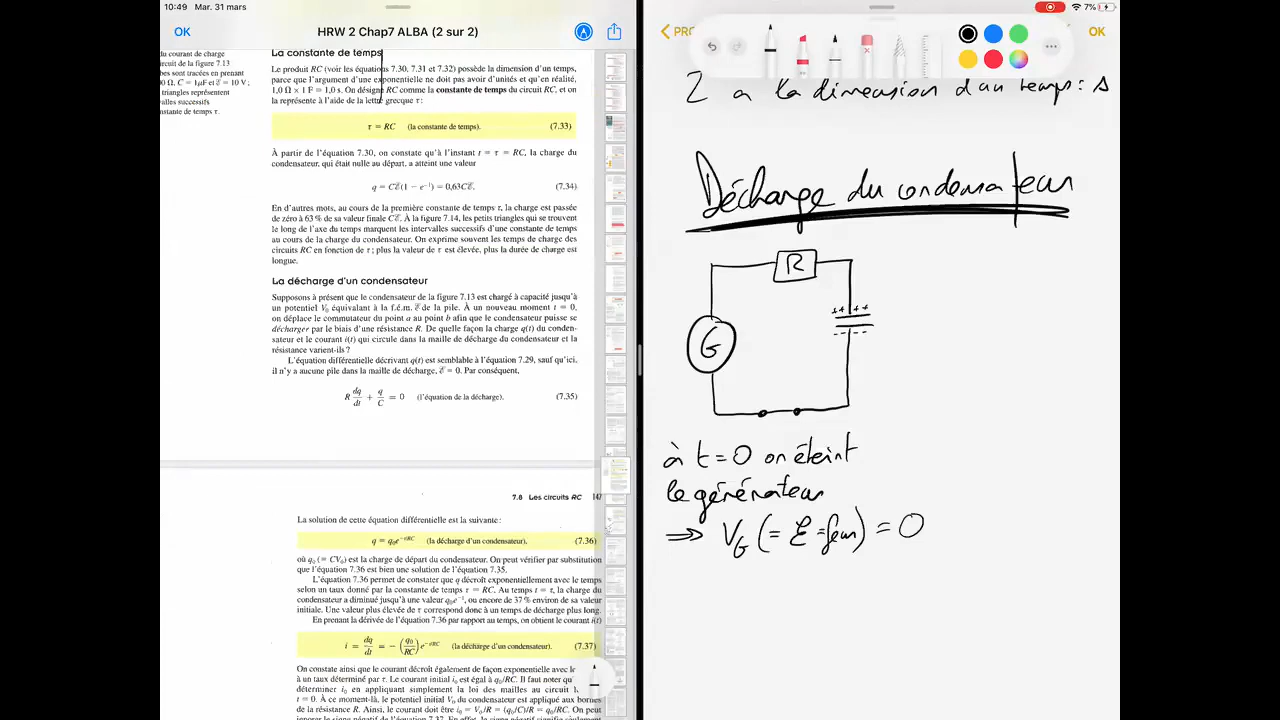 10:49 Mar. 31 mars
7%
OK
HRW 2 Chap7 ALBA (2 sur 2)
OK
du courant de charge
circuit de la figure 7.13
C = 1μF et ℰ = 10 V ;
triangles représentent
valles successifs
nstante de temps τ.
La constante de temps
Le produit RC (voir les équations 7.30, 7.31 et 7.32) possède la dimension d'un temps,
parce que l'argument d'une exponentielle ne doit pas avoir d'unités et qu'en réalité,
1,0 Ω × 1 F = 1,0 s. On désigne RC comme la constante de temps du circuit RC, et on
la représente à l'aide de la lettre grecque τ :
τ = RC (la constante de temps). (7.33)
À partir de l'équation 7.30, on constate qu'à l'instant t = τ = RC, la charge du
condensateur, qui était nulle au départ, a atteint une valeur
q = Cℰ(1 − e⁻¹) = 0,63Cℰ. (7.34)
En d'autres mots, au cours de la première constante de temps τ, la charge est passée
de zéro à 63 % de sa valeur finale Cℰ. À la figure 7.14, les petits triangles qui se trouvent
le long de l'axe du temps marquent les intervalles successifs d'une constante de temps
au cours de la charge du condensateur. On exprime souvent les temps de charge des
circuits RC en fonction de τ ; plus la valeur de τ est élevée, plus la durée de charge est
longue.
La décharge d'un condensateur
Supposons à présent que le condensateur de la figure 7.13 est chargé à capacité jusqu'à
un potentiel V₀ équivalant à la f.é.m. ℰ de la pile. À un nouveau moment t = 0,
on déplace le commutateur du point a au point b afin que le condensateur puisse se
décharger par le biais d'une résistance R. De quelle façon la charge q(t) du conden-
sateur et le courant i(t) qui circule dans la maille de décharge du condensateur et la
résistance varient-ils ?
L'équation différentielle décrivant q(t) est semblable à l'équation 7.29, sauf qu'ici,
il n'y a aucune pile dans la maille de décharge, ℰ = 0. Par conséquent,
R dq/dt + q/C = 0 (l'équation de la décharge). (7.35)
7.8 Les circuits RC
La solution de cette équation différentielle est la suivante :
q = q₀e^(−t/RC) (la décharge d'un condensateur), (7.36)
où q₀ (= CV₀) est la charge de départ du condensateur. On peut vérifier par substitution
que l'équation 7.36 est bien une solution de l'équation 7.35.
L'équation 7.36 permet de constater que q décroît exponentiellement avec le temps
selon un taux donné par la constante de temps τ = RC. Au temps t = τ, la charge du
condensateur a diminué jusqu'à une valeur q₀e⁻¹, ou encore de 37 % environ de sa valeur
initiale. Une valeur plus élevée de τ correspond donc à un temps de décharge plus long.
En prenant la dérivée de l'équation 7.36 par rapport au temps, on obtient le courant i(t)
i = dq/dt = − (q₀/RC) e^(−t/RC) (la décharge d'un condensateur). (7.37)
On constate ainsi que le courant décroît également de façon exponentielle avec le
à un taux déterminé par τ. Le courant initial i₀ est égal à q₀/RC. Il faut noter qu'
déterminer i₀ en appliquant simplement la loi des mailles au circuit
t = 0. À ce moment-là, le potentiel initial V₀ du condensateur est appliqué aux bornes
de la résistance R. Ainsi, le courant doit être i₀ = V₀/R = (q₀/C)/R = q₀/RC. On peut
a la dimension d'un temps : s
Décharge du condensateur
R
++ ++
-- --
G
à t = 0 on éteint
le générateur
⇒ V_G (= ℰ = fem) = 0